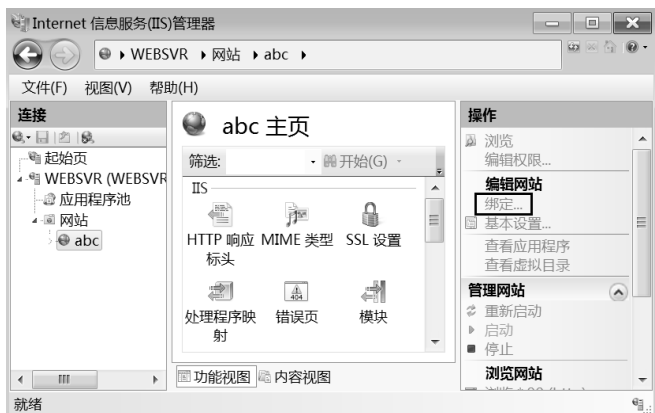 Internet 信息服务(IIS)管理器
WEBSVR 网站 abc
文件(F) 视图(V) 帮助(H)
连接
起始页
WEBSVR (WEBSVR
应用程序池
网站
abc
abc 主页
筛选: 开始(G)
IIS
HTTP 响应标头
MIME 类型
SSL 设置
处理程序映射
404
错误页
模块
功能视图 内容视图
操作
浏览
编辑权限...
编辑网站
绑定...
基本设置...
查看应用程序
查看虚拟目录
管理网站
重新启动
启动
停止
浏览网站
就绪